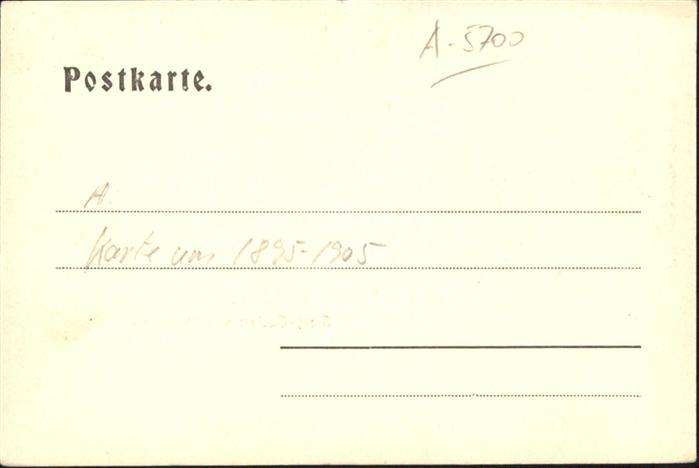 A-5700
Postkarte.
A.
Karte um 1895-1905